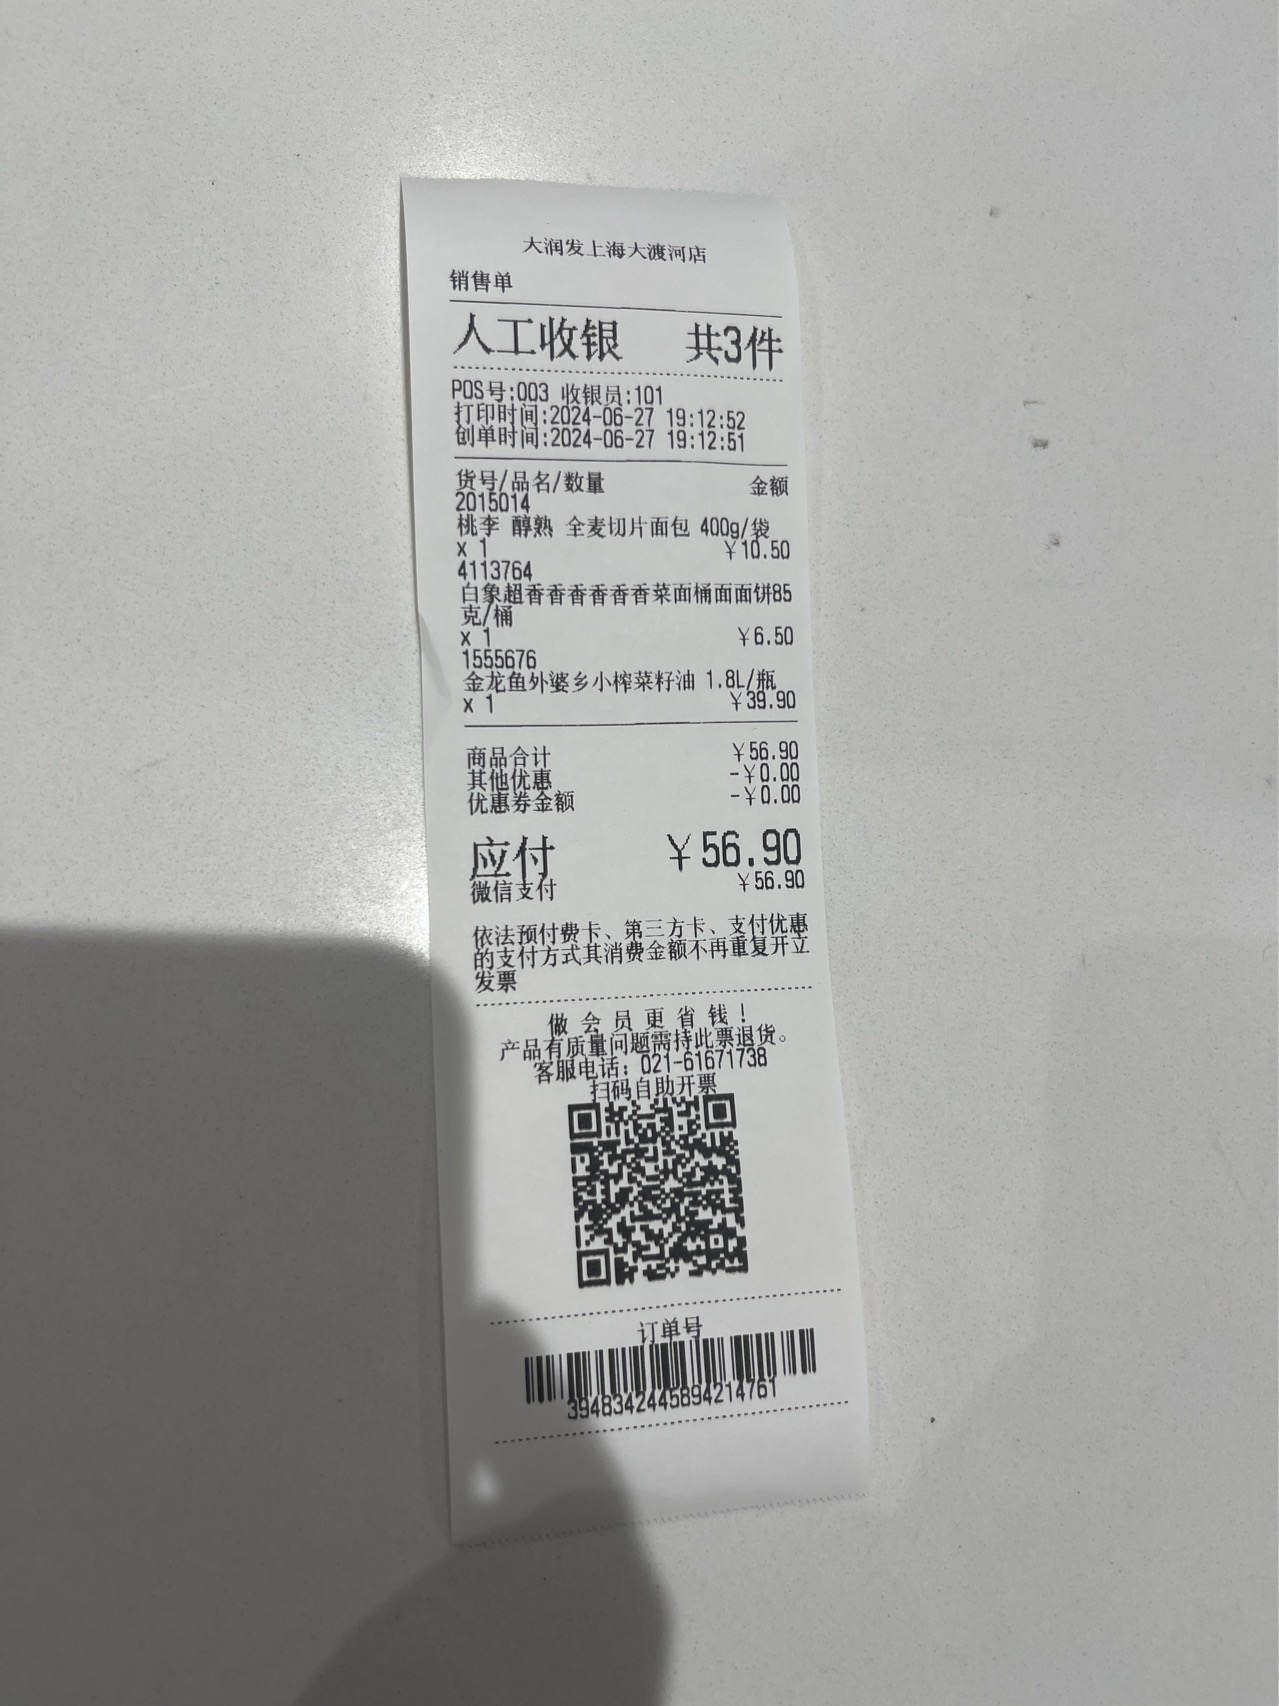 大润发上海大渡河店
销售单
人工收银 共3件
POS号:003 收银员:101
打印时间:2024-06-27 19:12:52
创单时间:2024-06-27 19:12:51
货号/品名/数量 金额
2015014
桃李 醇熟 全麦切片面包 400g/袋
x 1 ￥10.50
4113764
白象超香香香香香香菜面桶面面饼85
克/桶
x 1 ￥6.50
1555676
金龙鱼外婆乡小榨菜籽油 1.8L/瓶
x 1 ￥39.90
商品合计 ￥56.90
其他优惠 -￥0.00
优惠券金额 -￥0.00
应付 ￥56.90
微信支付 ￥56.90
依法预付费卡、第三方卡、支付优惠
的支付方式其消费金额不再重复开立
发票
做 会 员 更 省 钱 !
产品有质量问题需持此票退货。
客服电话: 021-61671738
扫码自助开票
订单号
3948342445894214761